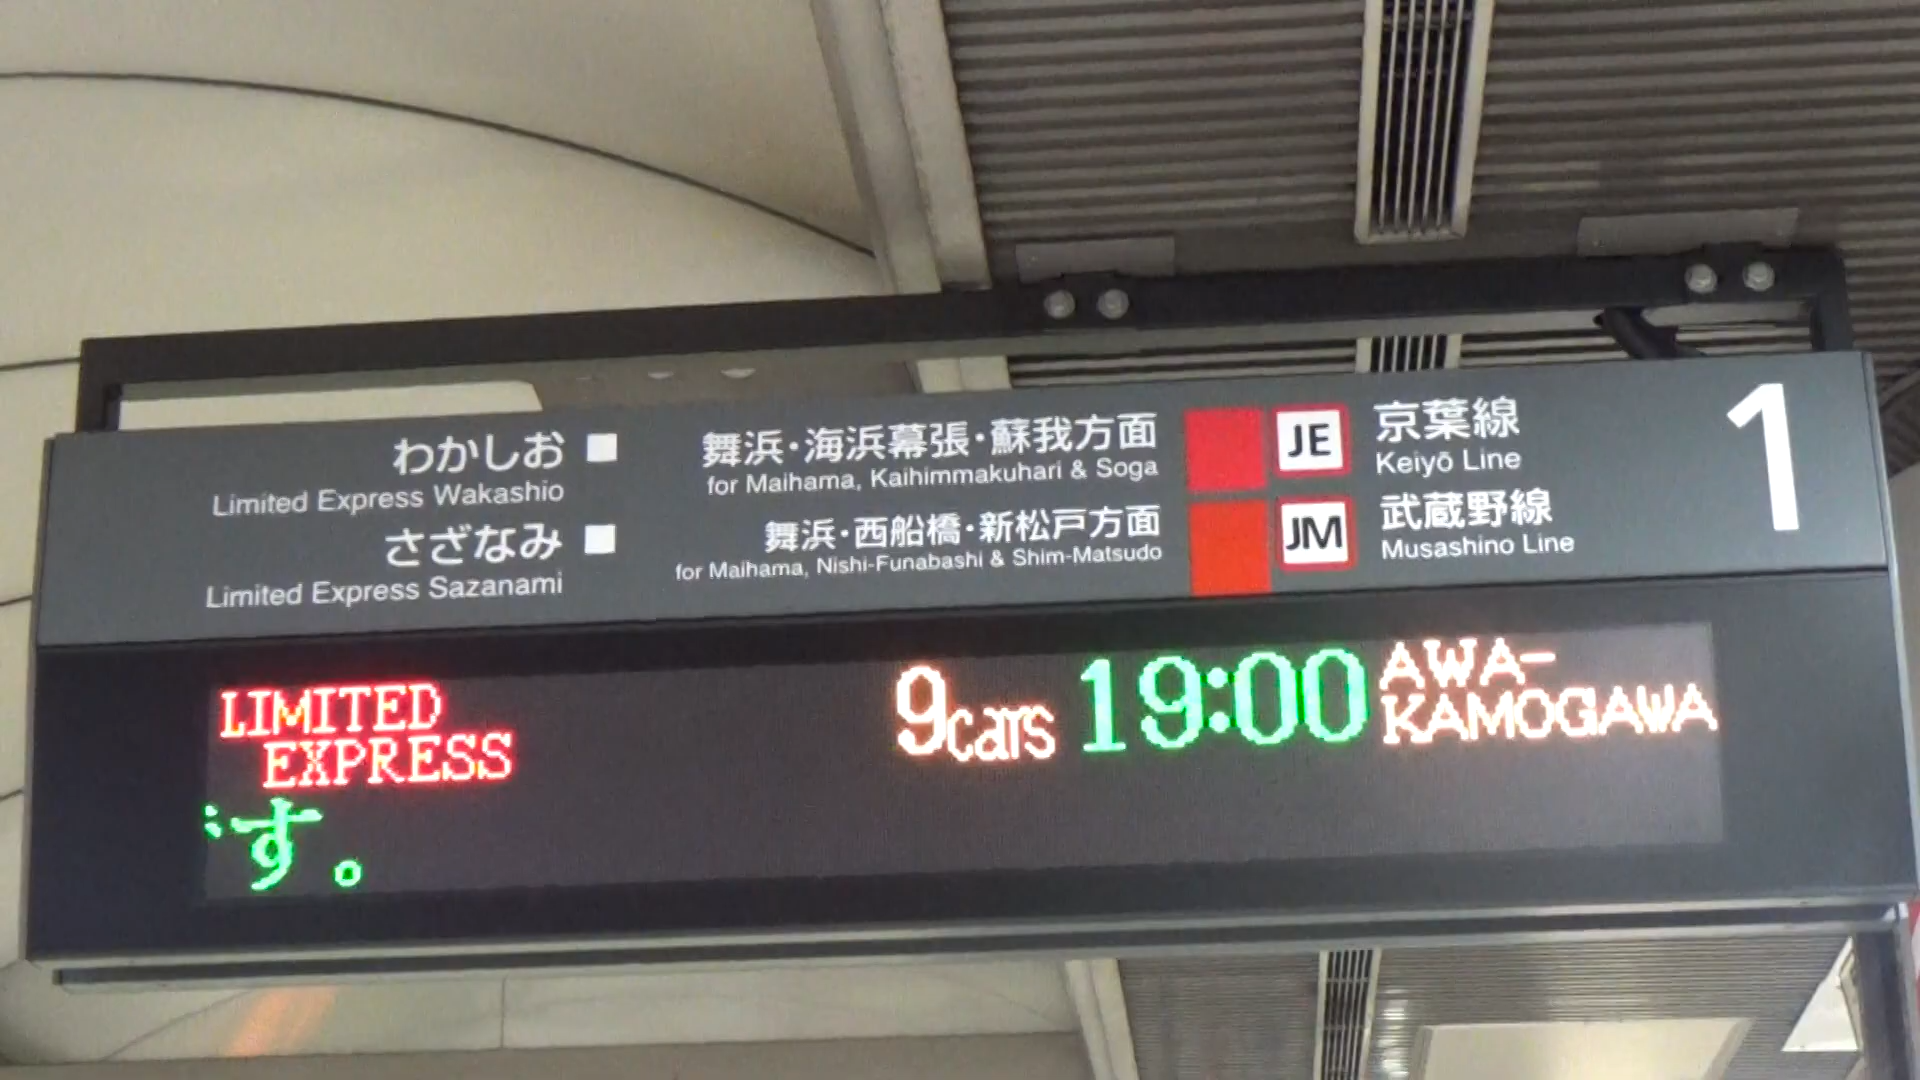 わかしお
Limited Express Wakashio
さざなみ
Limited Express Sazanami
舞浜・海浜幕張・蘇我方面
for Maihama, Kaihimmakuhari & Soga
舞浜・西船橋・新松戸方面
for Maihama, Nishi-Funabashi & Shim-Matsudo
JE 京葉線
Keiyō Line
JM 武蔵野線
Musashino Line
1
LIMITED EXPRESS
9cars 19:00
AWA-
KAMOGAWA
す。